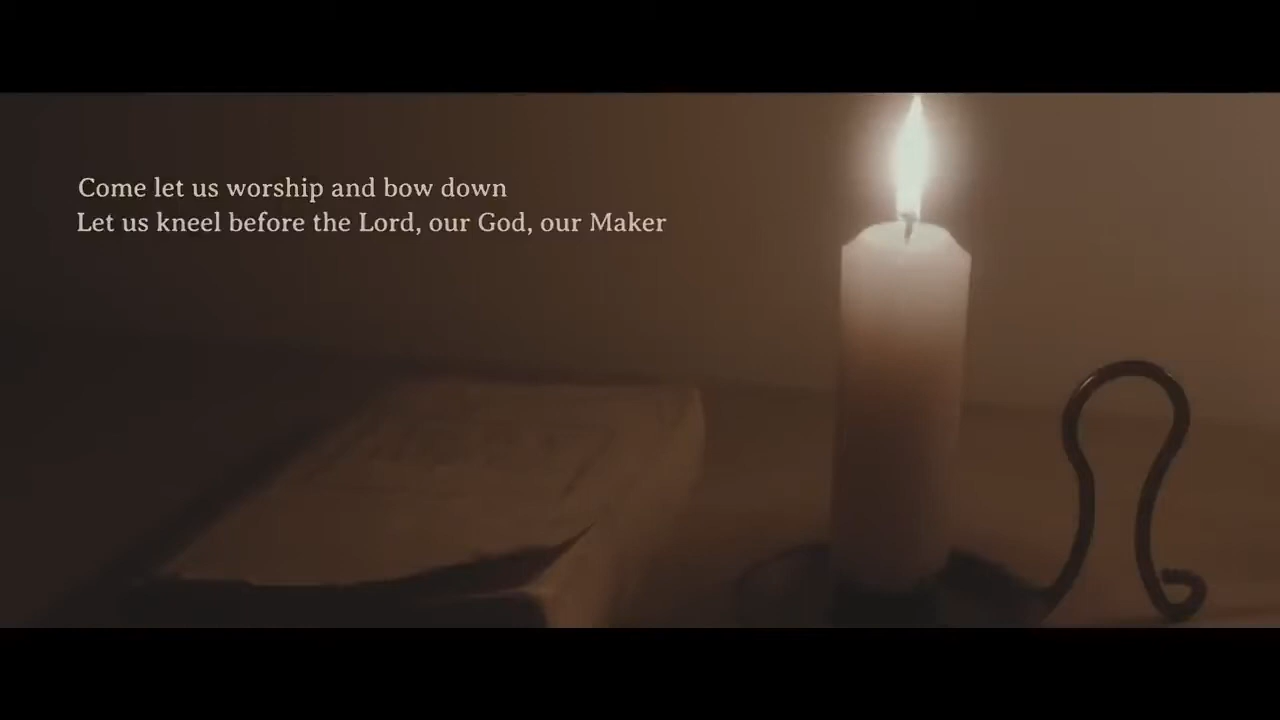 Come let us worship and bow down
Let us kneel before the Lord, our God, our Maker